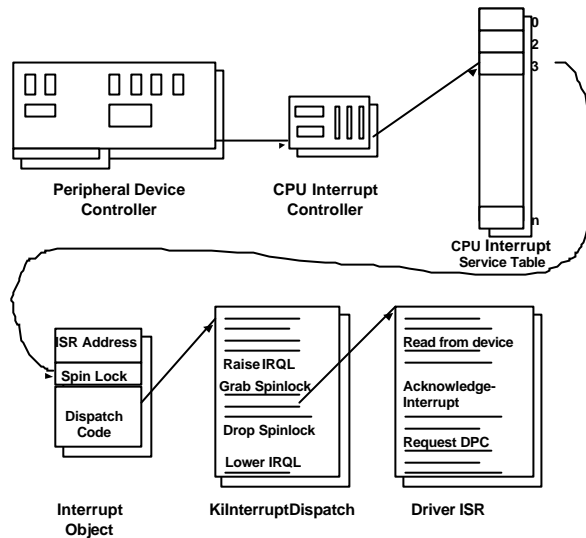 0
2
3
n
Peripheral Device
Controller
CPU Interrupt
Controller
CPU Interrupt
Service Table
ISR Address
Spin Lock
Dispatch
Code
Interrupt
Object
Raise IRQL
Grab Spinlock
Drop Spinlock
Lower IRQL
KiInterruptDispatch
Read from device
Acknowledge-
Interrupt
Request DPC
Driver ISR